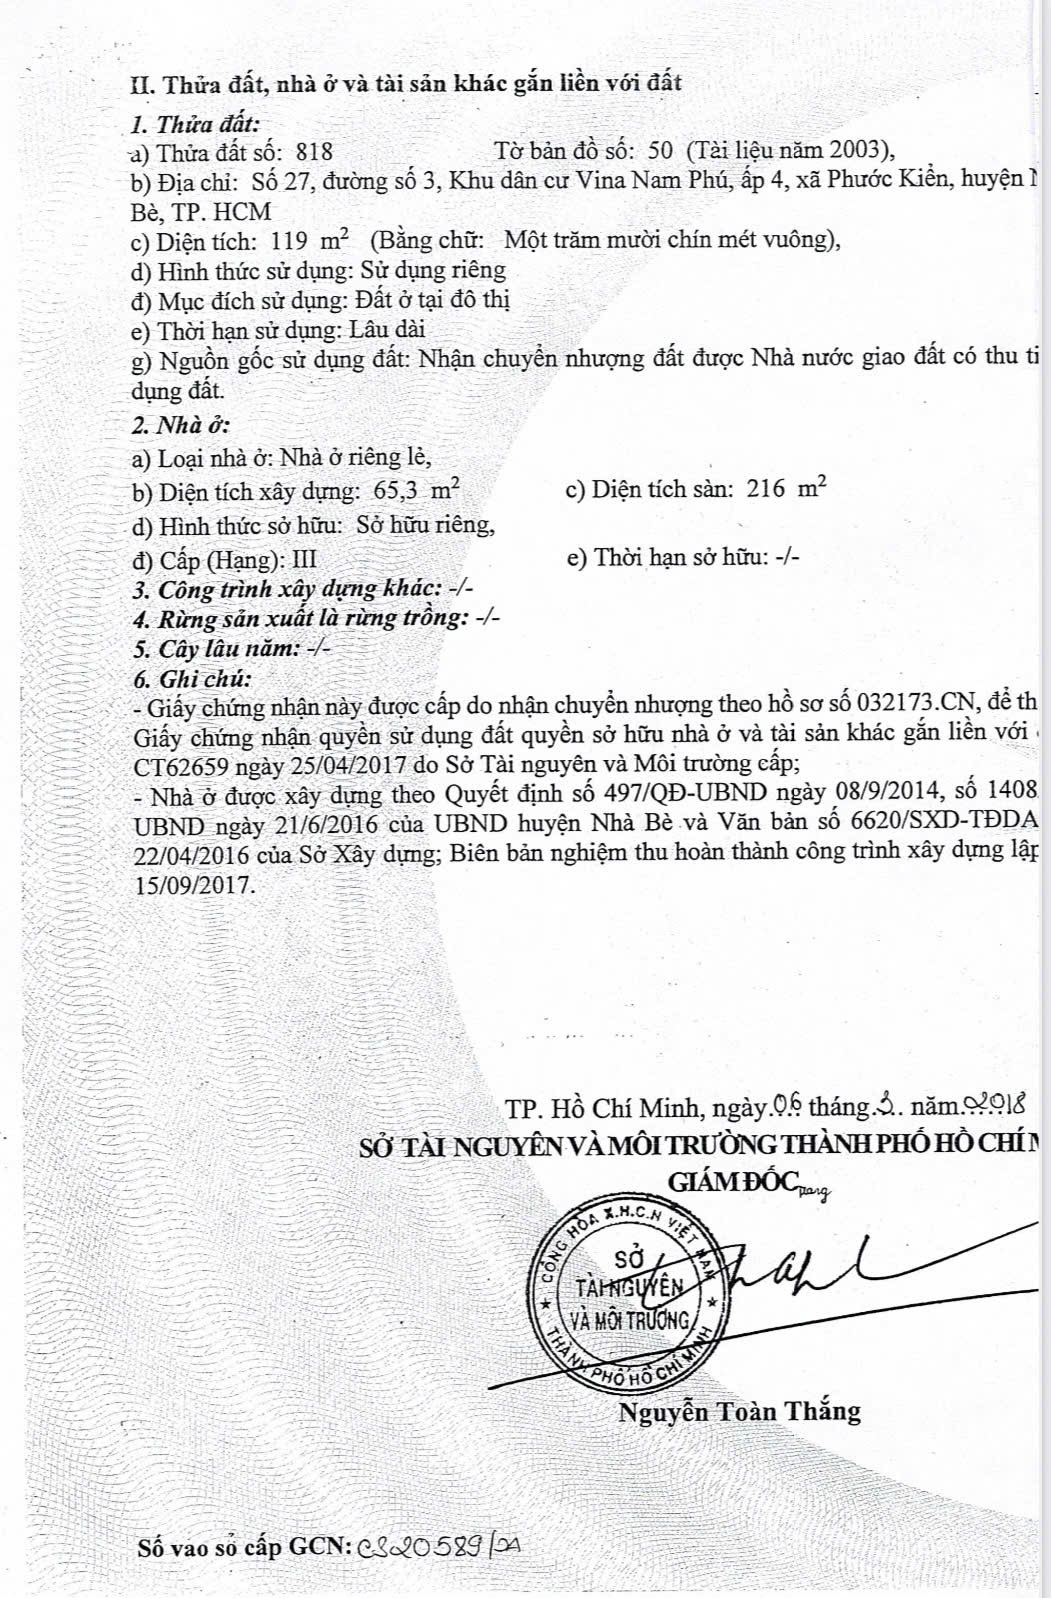 II. Thửa đất, nhà ở và tài sản khác gắn liền với đất
1. Thửa đất:
a) Thửa đất số: 818 Tờ bản đồ số: 50 (Tài liệu năm 2003),
b) Địa chỉ: Số 27, đường số 3, Khu dân cư Vina Nam Phú, ấp 4, xã Phước Kiển, huyện
Bè, TP. HCM
c) Diện tích: 119 m² (Bằng chữ: Một trăm mười chín mét vuông),
d) Hình thức sử dụng: Sử dụng riêng
đ) Mục đích sử dụng: Đất ở tại đô thị
e) Thời hạn sử dụng: Lâu dài
g) Nguồn gốc sử dụng đất: Nhận chuyển nhượng đất được Nhà nước giao đất có thu ti
dụng đất.
2. Nhà ở:
a) Loại nhà ở: Nhà ở riêng lẻ,
b) Diện tích xây dựng: 65,3 m² c) Diện tích sàn: 216 m²
d) Hình thức sở hữu: Sở hữu riêng,
đ) Cấp (Hạng): III e) Thời hạn sở hữu: -/-
3. Công trình xây dựng khác: -/-
4. Rừng sản xuất là rừng trồng: -/-
5. Cây lâu năm: -/-
6. Ghi chú:
- Giấy chứng nhận này được cấp do nhận chuyển nhượng theo hồ sơ số 032173.CN, để th
Giấy chứng nhận quyền sử dụng đất quyền sở hữu nhà ở và tài sản khác gắn liền với
CT62659 ngày 25/04/2017 do Sở Tài nguyên và Môi trường cấp;
- Nhà ở được xây dựng theo Quyết định số 497/QĐ-UBND ngày 08/9/2014, số 1408
UBND ngày 21/6/2016 của UBND huyện Nhà Bè và Văn bản số 6620/SXD-TĐDA
22/04/2016 của Sở Xây dựng; Biên bản nghiệm thu hoàn thành công trình xây dựng lập
15/09/2017.
TP. Hồ Chí Minh, ngày.06 tháng.2. năm.2018
SỞ TÀI NGUYÊN VÀ MÔI TRƯỜNG THÀNH PHỐ HỒ CHÍ
GIÁM ĐỐC
CỘNG HÒA X.H.C.N VIỆT NAM
SỞ
TÀI NGUYÊN
VÀ MÔI TRƯỜNG
THÀNH PHỐ HỒ CHÍ MINH
Nguyễn Toàn Thắng
Số vào sổ cấp GCN: CS20589/DA